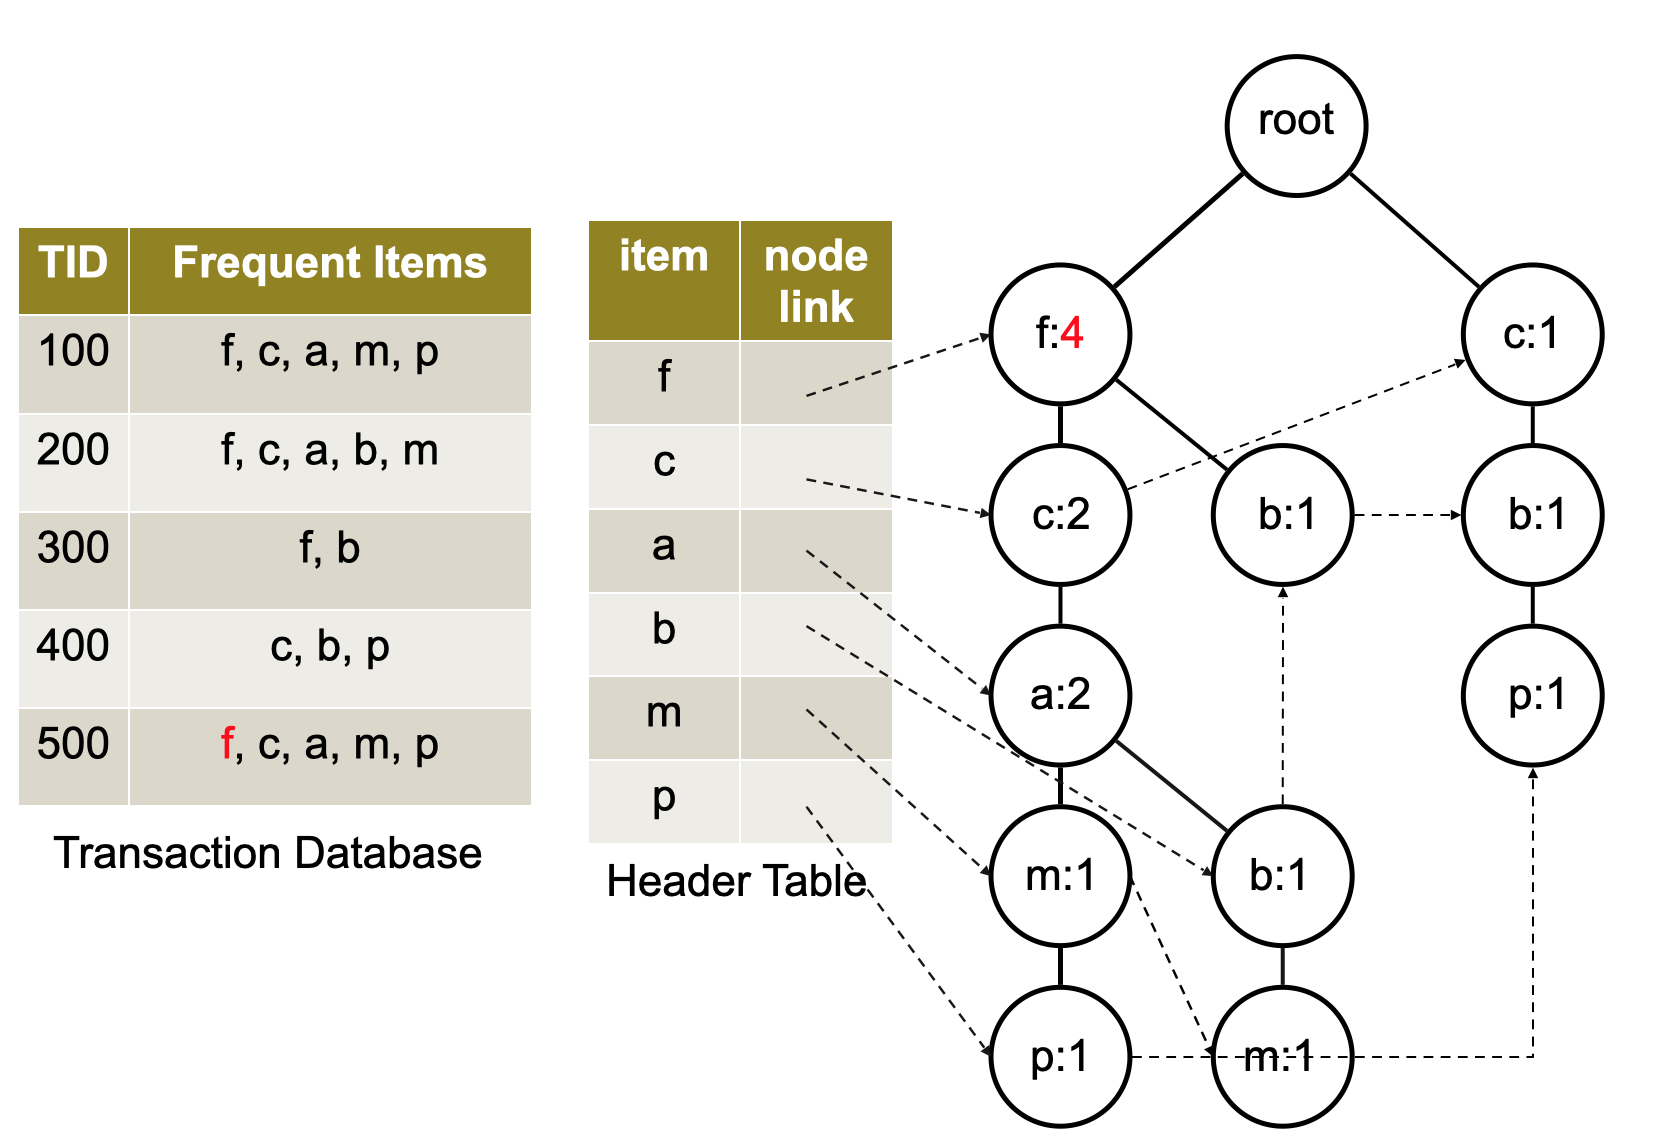 root
TID Frequent Items
100 f, c, a, m, p
200 f, c, a, b, m
300 f, b
400 c, b, p
500 f, c, a, m, p
Transaction Database
item node
link
f
c
a
b
m
p
Header Table
f:4 c:1
c:2 b:1 b:1
a:2 p:1
m:1 b:1
p:1 m:1